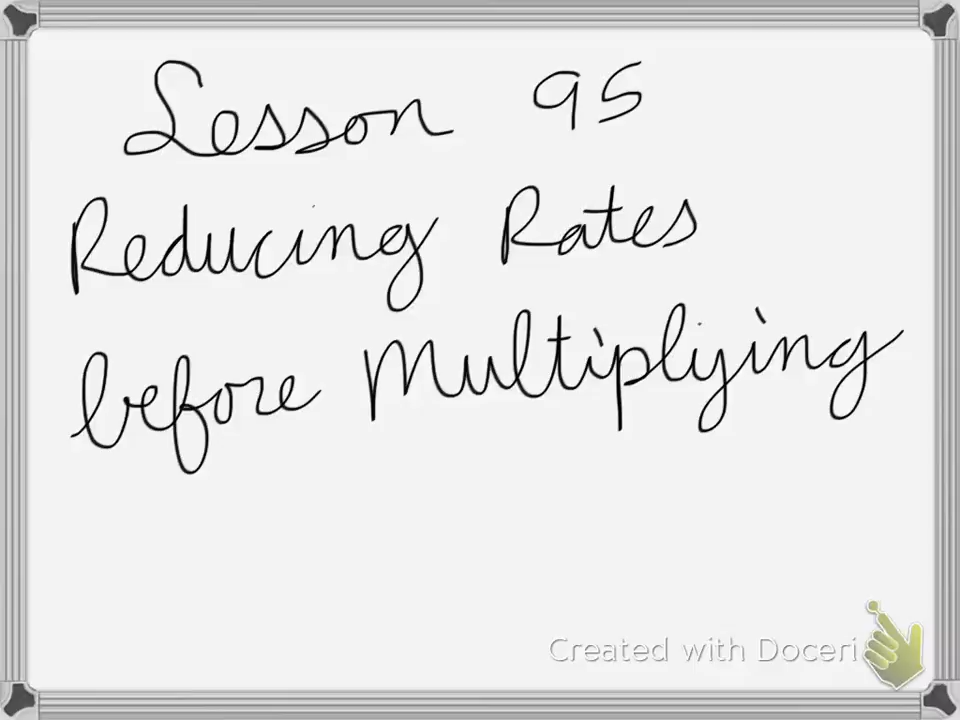 Lesson 95
Reducing Rates
before Multiplying
Created with Doceri